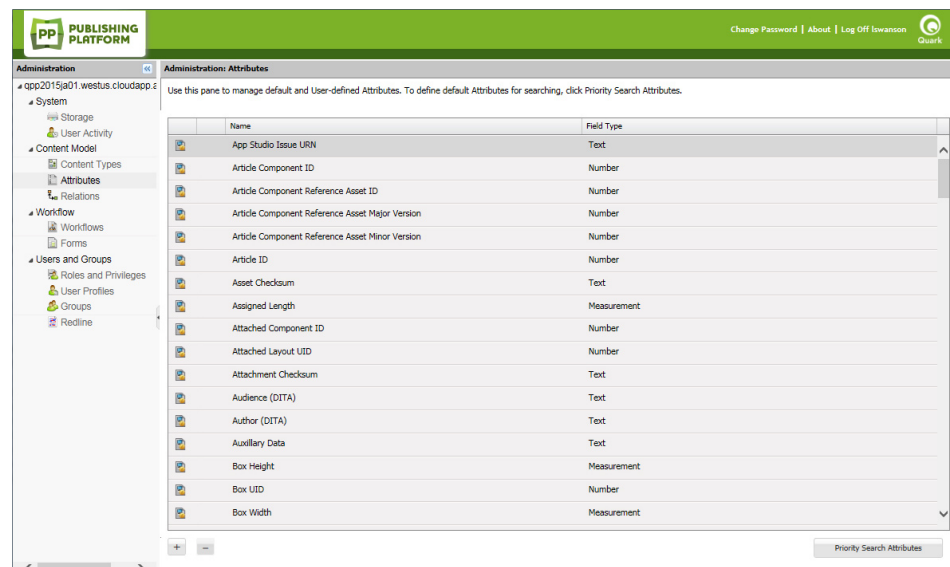 PP PUBLISHING
PLATFORM
Change Password | About | Log Off lswanson
Quark
Administration
Administration: Attributes
qpp2015ja01.westus.cloudapp.a
System
Storage
User Activity
Content Model
Content Types
Attributes
Relations
Workflow
Workflows
Forms
Users and Groups
Roles and Privileges
User Profiles
Groups
Redline
Use this pane to manage default and User-defined Attributes. To define default Attributes for searching, click Priority Search Attributes.
Name Field Type
App Studio Issue URN Text
Article Component ID Number
Article Component Reference Asset ID Number
Article Component Reference Asset Major Version Number
Article Component Reference Asset Minor Version Number
Article ID Number
Asset Checksum Text
Assigned Length Measurement
Attached Component ID Number
Attached Layout UID Number
Attachment Checksum Text
Audience (DITA) Text
Author (DITA) Text
Auxillary Data Text
Box Height Measurement
Box UID Number
Box Width Measurement
Priority Search Attributes